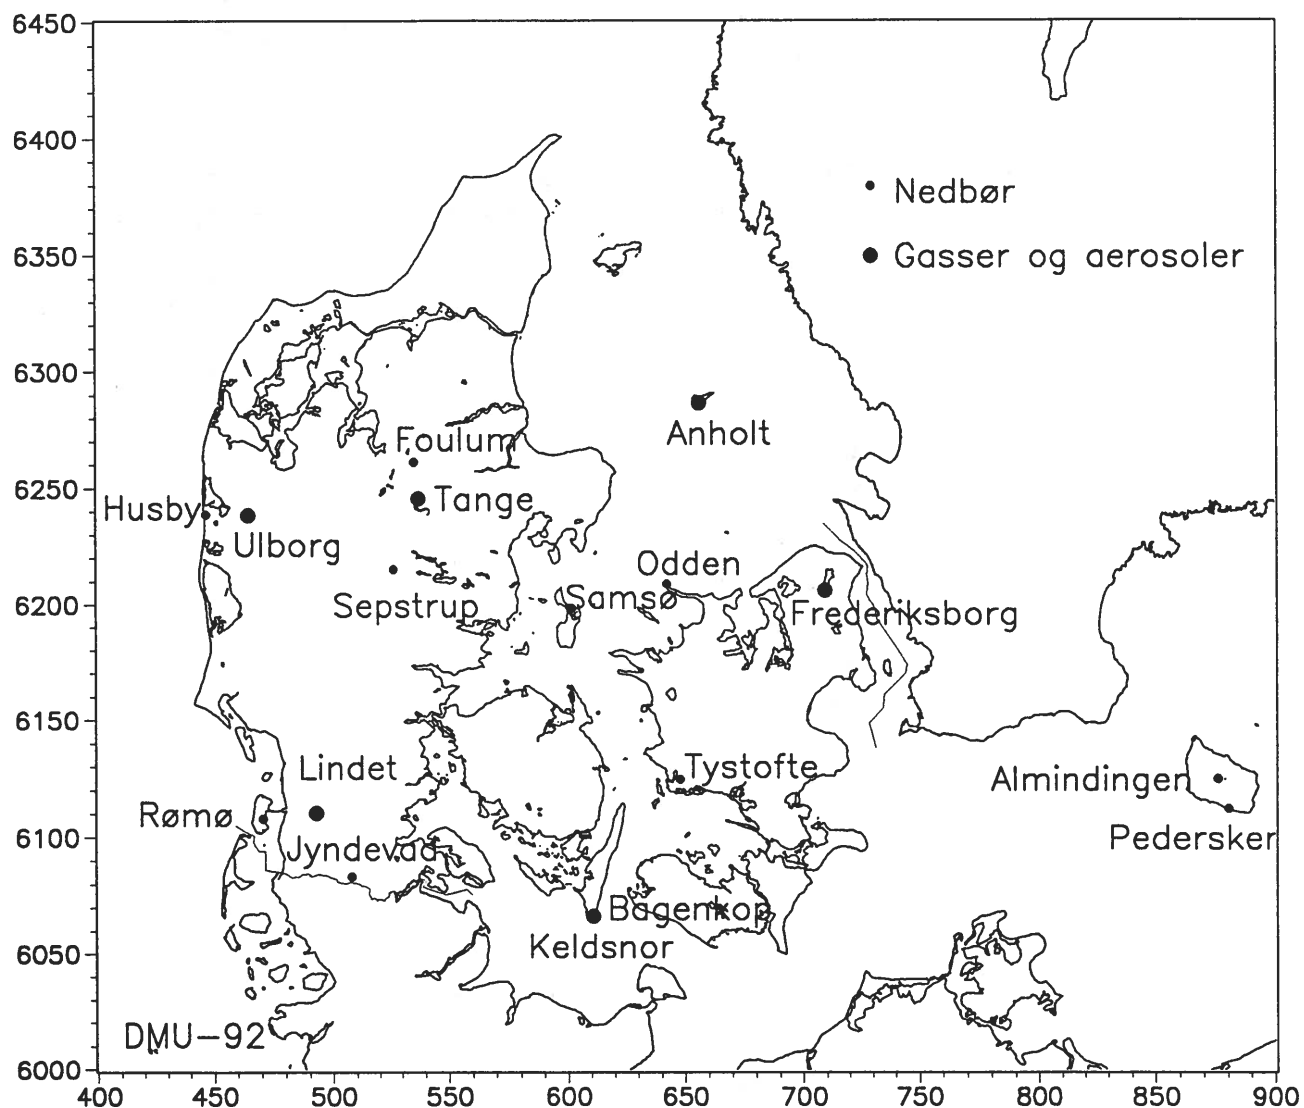 6450
6400
6350
6300
6250
6200
6150
6100
6050
6000
Nedbør
Gasser og aerosoler
Anholt
Foulum
Tange
Husby
Ulborg
Odden
Sepstrup
Samsø
Frederiksborg
Lindet
Tystofte
Almindingen
Rømø
Pedersker
Jyndevad
Bagenkop
Keldsnor
DMU-92
400 450 500 550 600 650 700 750 800 850 900